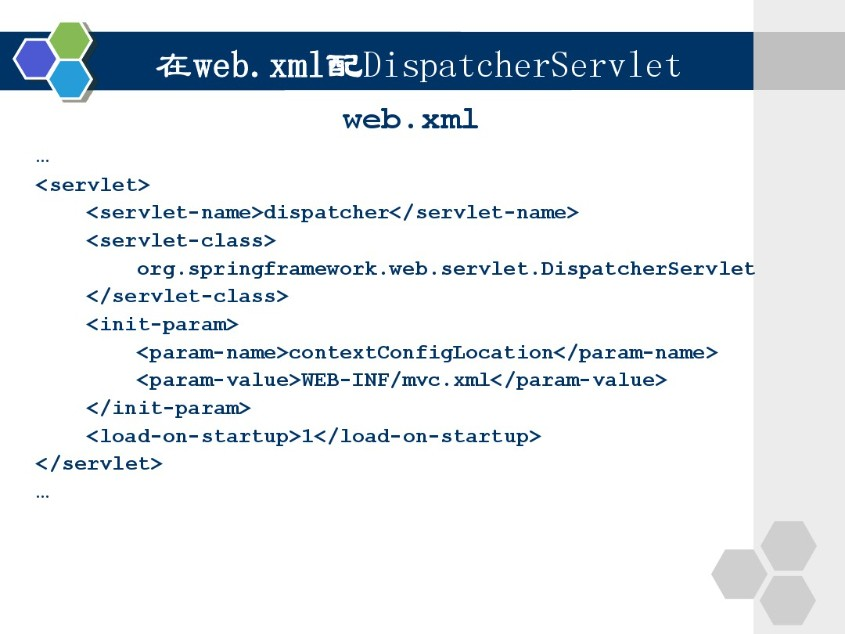 在web.xml配DispatcherServlet
web.xml
…
<servlet>
<servlet-name>dispatcher</servlet-name>
<servlet-class>
org.springframework.web.servlet.DispatcherServlet
</servlet-class>
<init-param>
<param-name>contextConfigLocation</param-name>
<param-value>WEB-INF/mvc.xml</param-value>
</init-param>
<load-on-startup>1</load-on-startup>
</servlet>
…